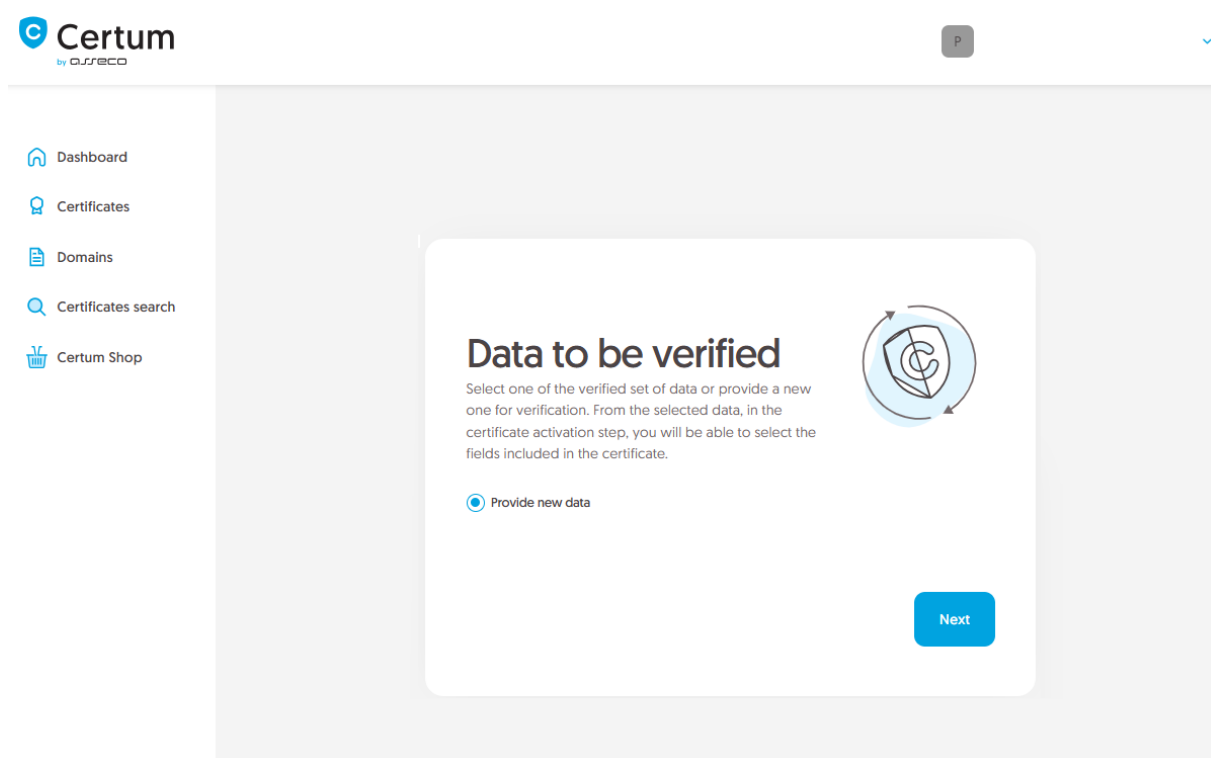 Certum
by asseco
P
Dashboard
Certificates
Domains
Certificates search
Certum Shop
Data to be verified
Select one of the verified set of data or provide a new
one for verification. From the selected data, in the
certificate activation step, you will be able to select the
fields included in the certificate.
Provide new data
Next